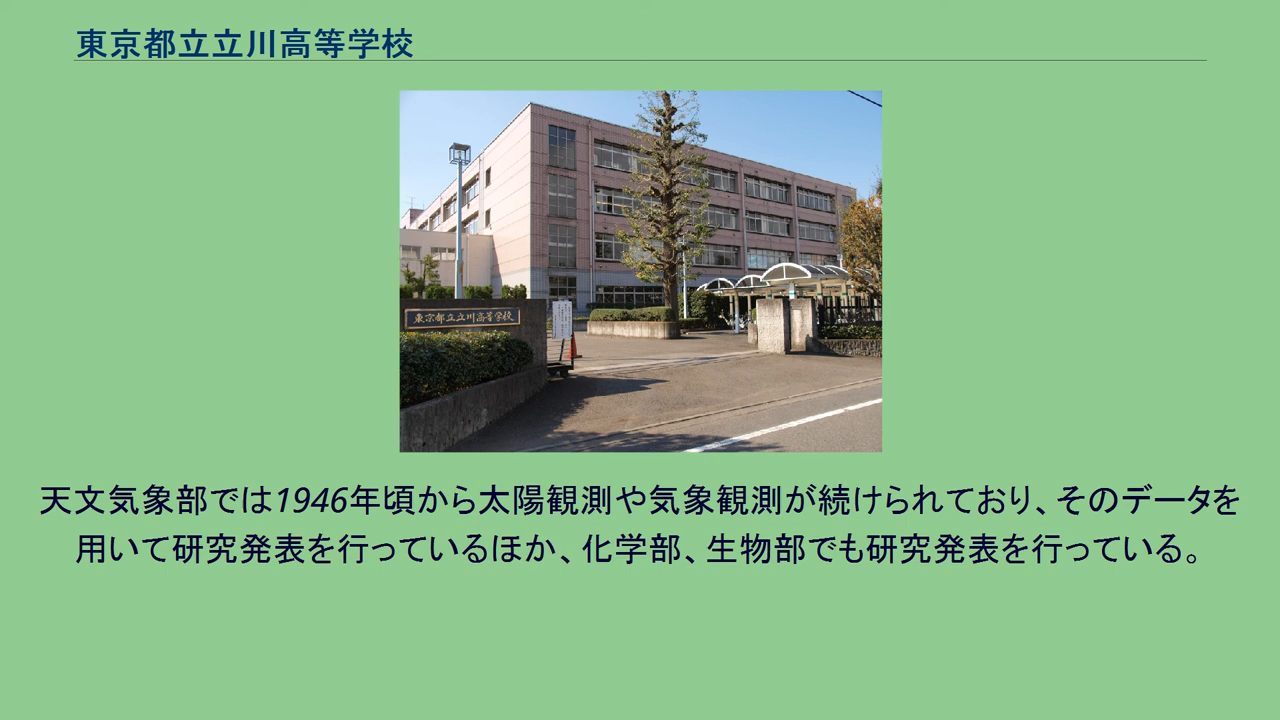 東京都立立川高等学校
東京都立立川高等学校
天文気象部では1946年頃から太陽観測や気象観測が続けられており、そのデータを
用いて研究発表を行っているほか、化学部、生物部でも研究発表を行っている。